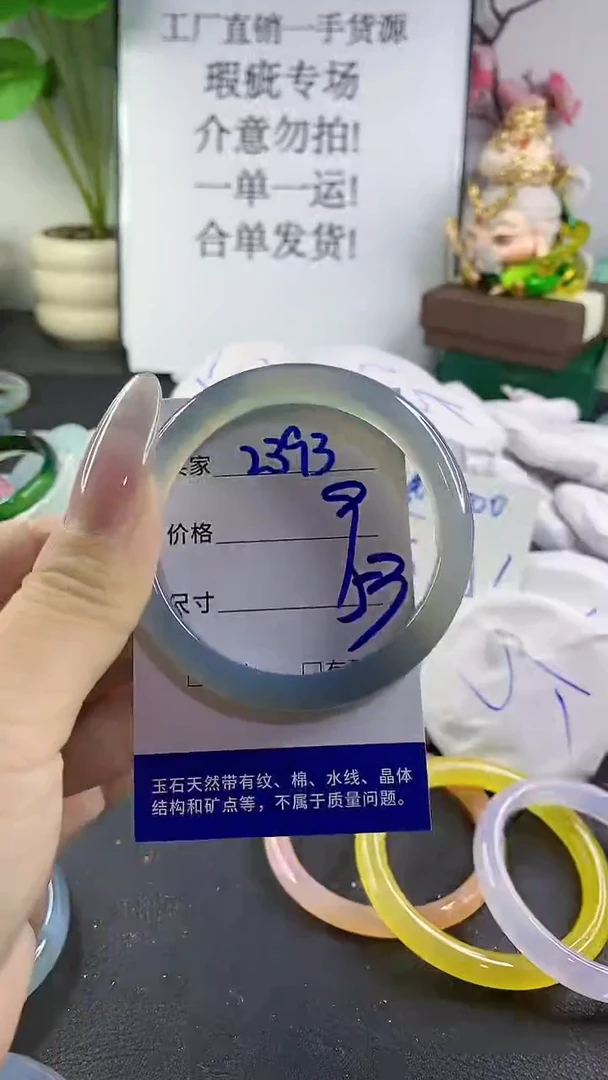 工厂直销一手货源
瑕疵专场
介意勿拍!
一单一运!
合单发货!
家 2393
价格
尺寸 53
玉石天然带有纹、棉、水线、晶体
结构和矿点等，不属于质量问题。